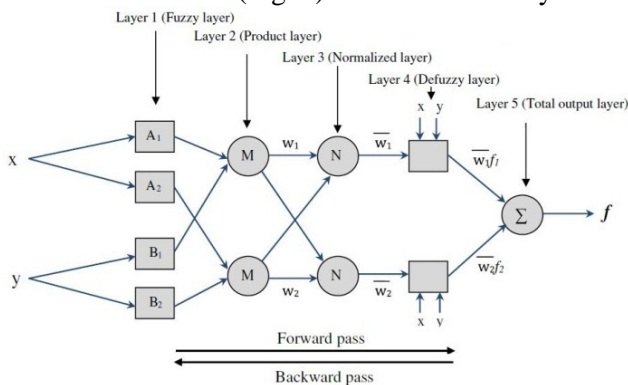 Layer 1 (Fuzzy layer)
Layer 2 (Product layer)
Layer 3 (Normalized layer)
Layer 4 (Defuzzy layer)
Layer 5 (Total output layer)
x y
A₁
x
A₂
M
w₁
N
w̅₁
w̅₁f₁
Σ
f
B₁
y
B₂
M
w₂
N
w̅₂
w̅₂f₂
x y
Forward pass
Backward pass